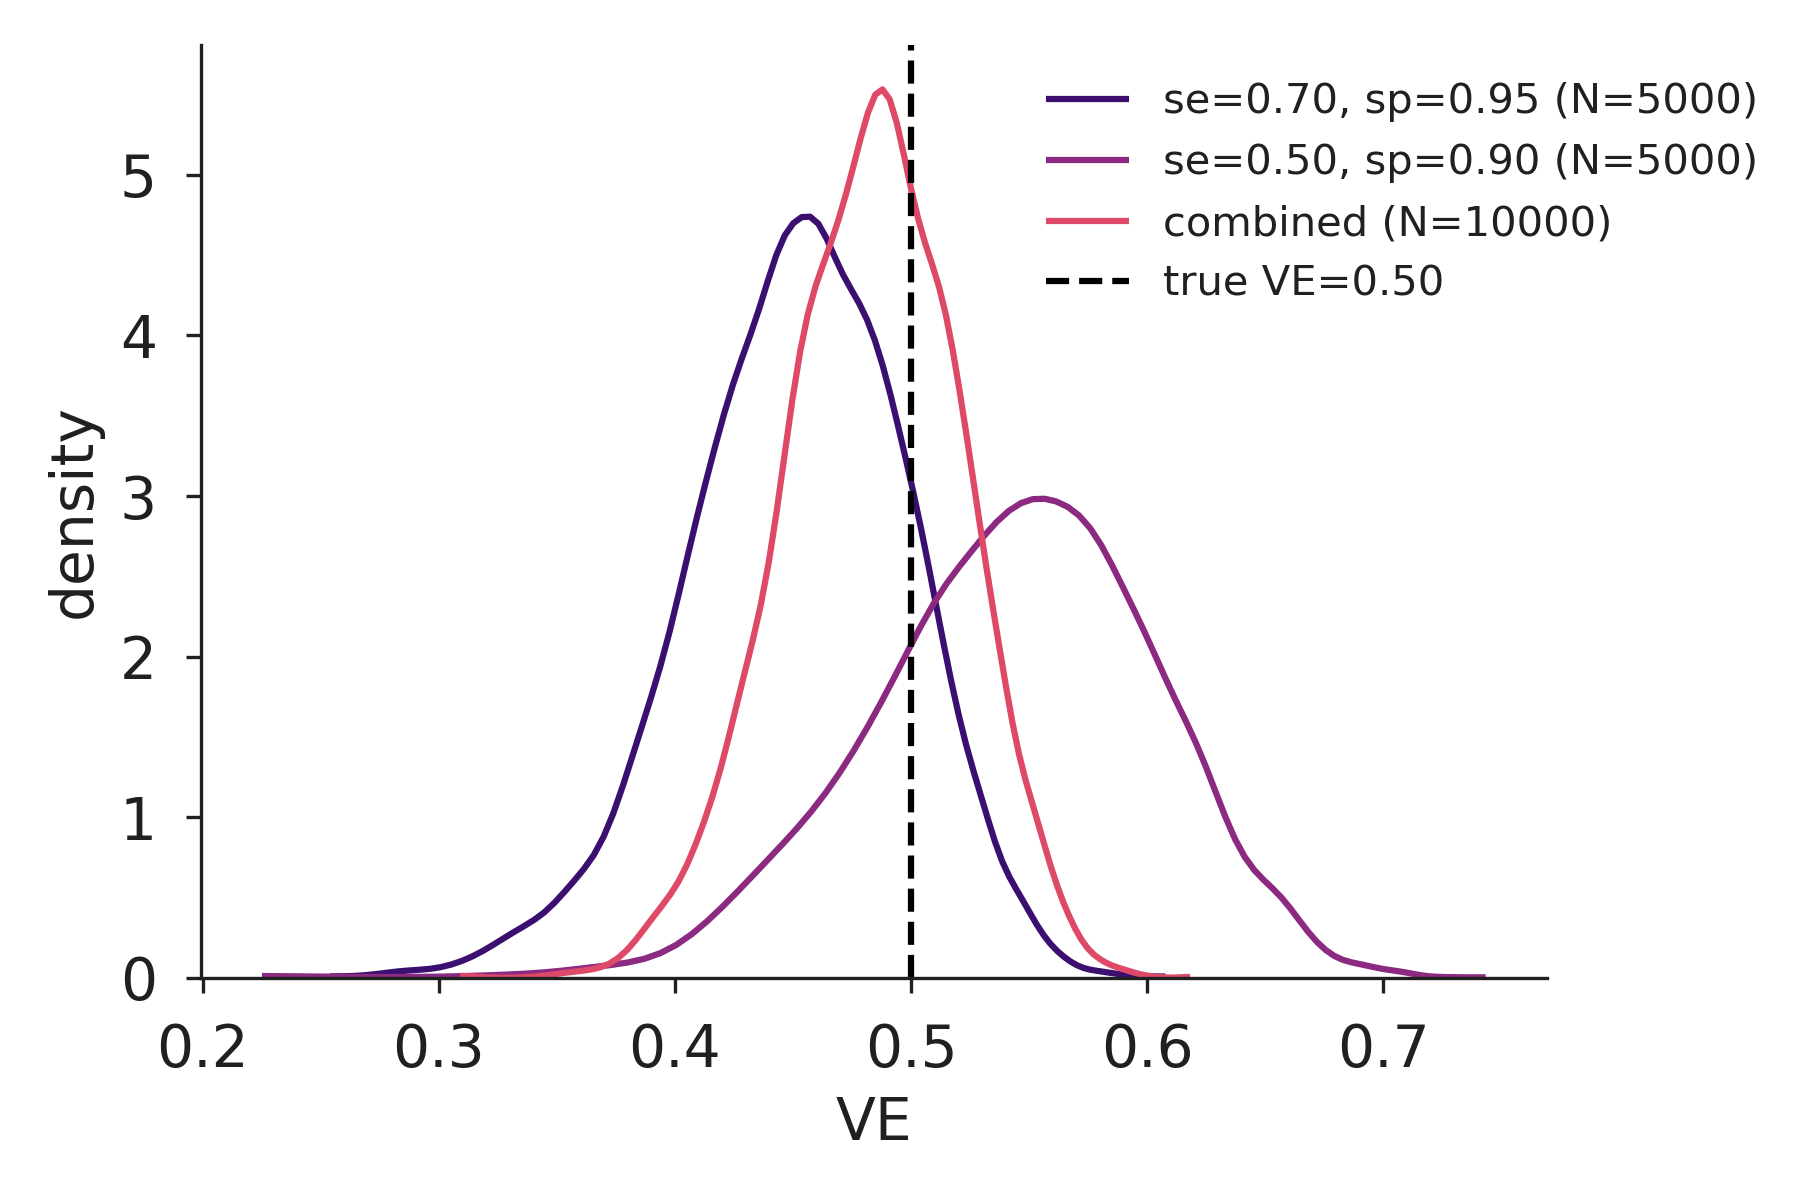 se=0.70, sp=0.95 (N=5000)
se=0.50, sp=0.90 (N=5000)
combined (N=10000)
true VE=0.50
density
5
4
3
2
1
0
0.2 0.3 0.4 0.5 0.6 0.7
VE